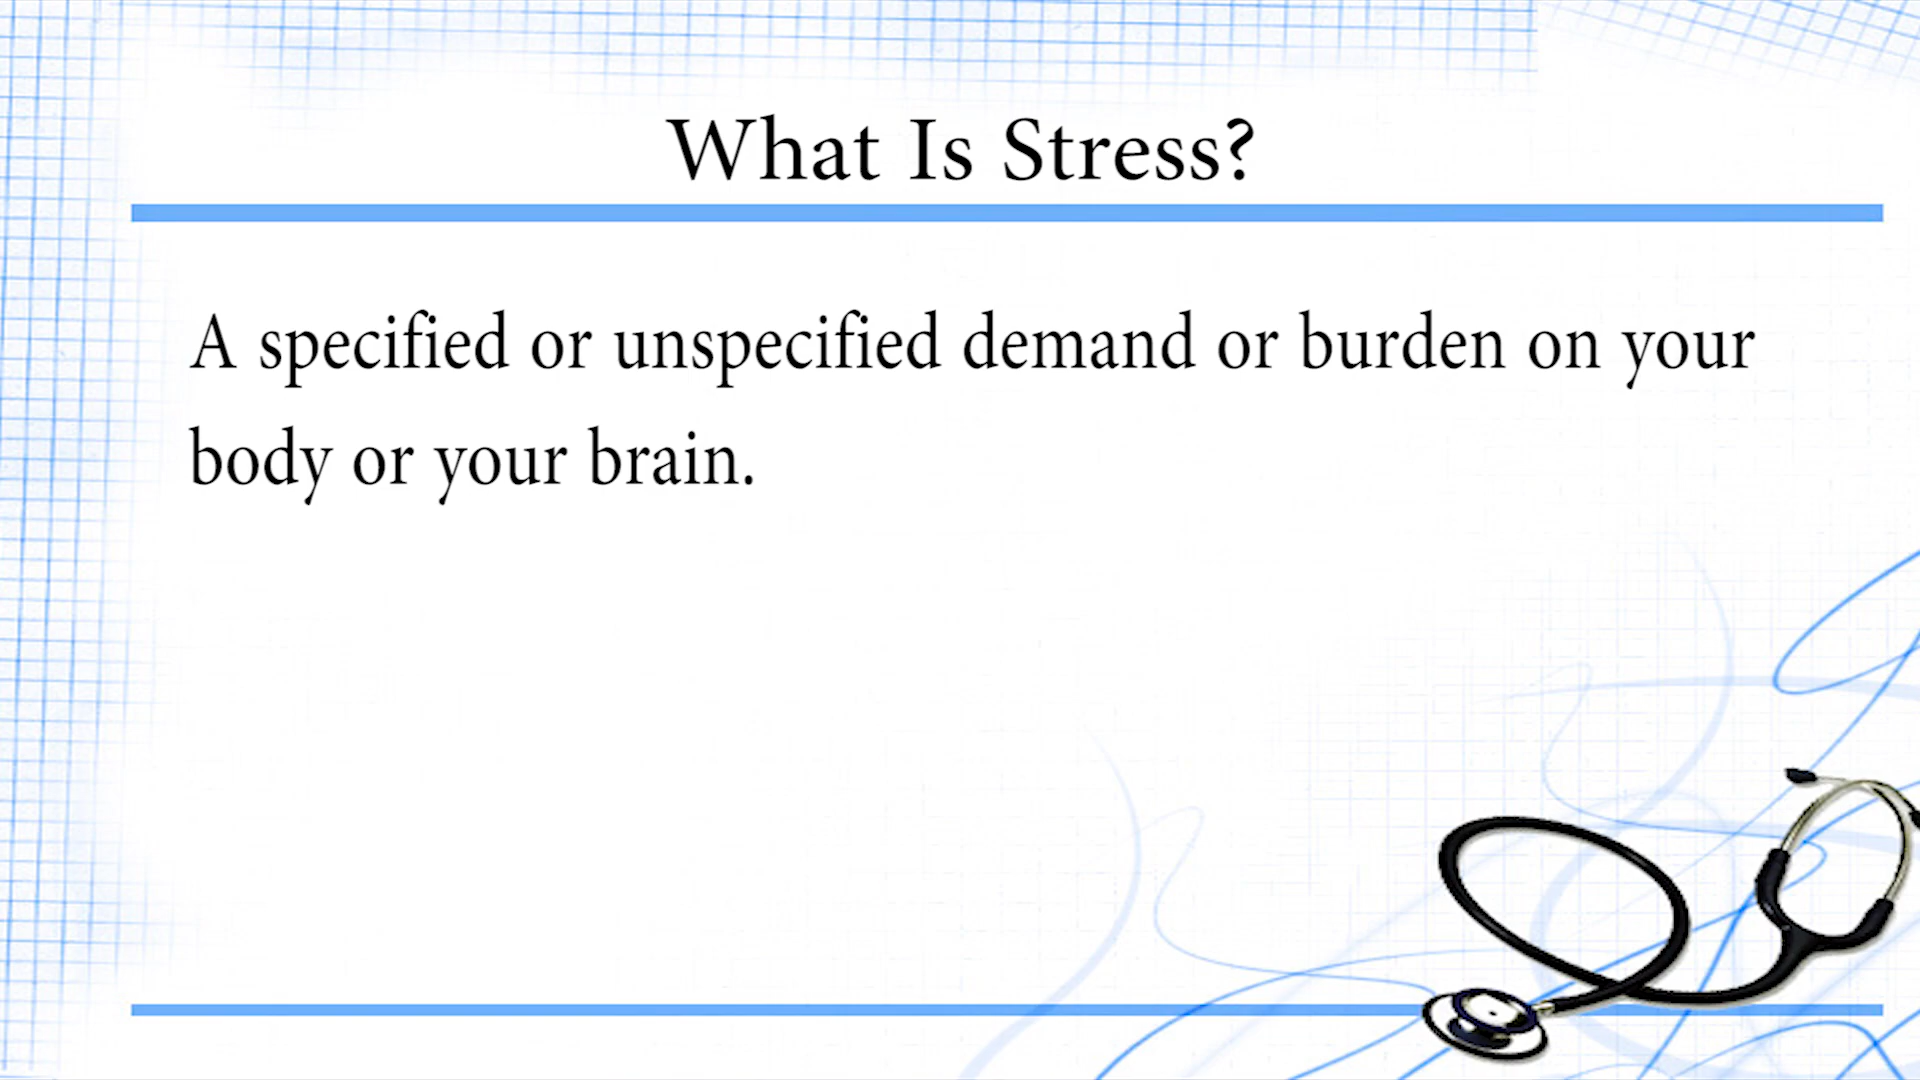 What Is Stress?
A specified or unspecified demand or burden on your
body or your brain.